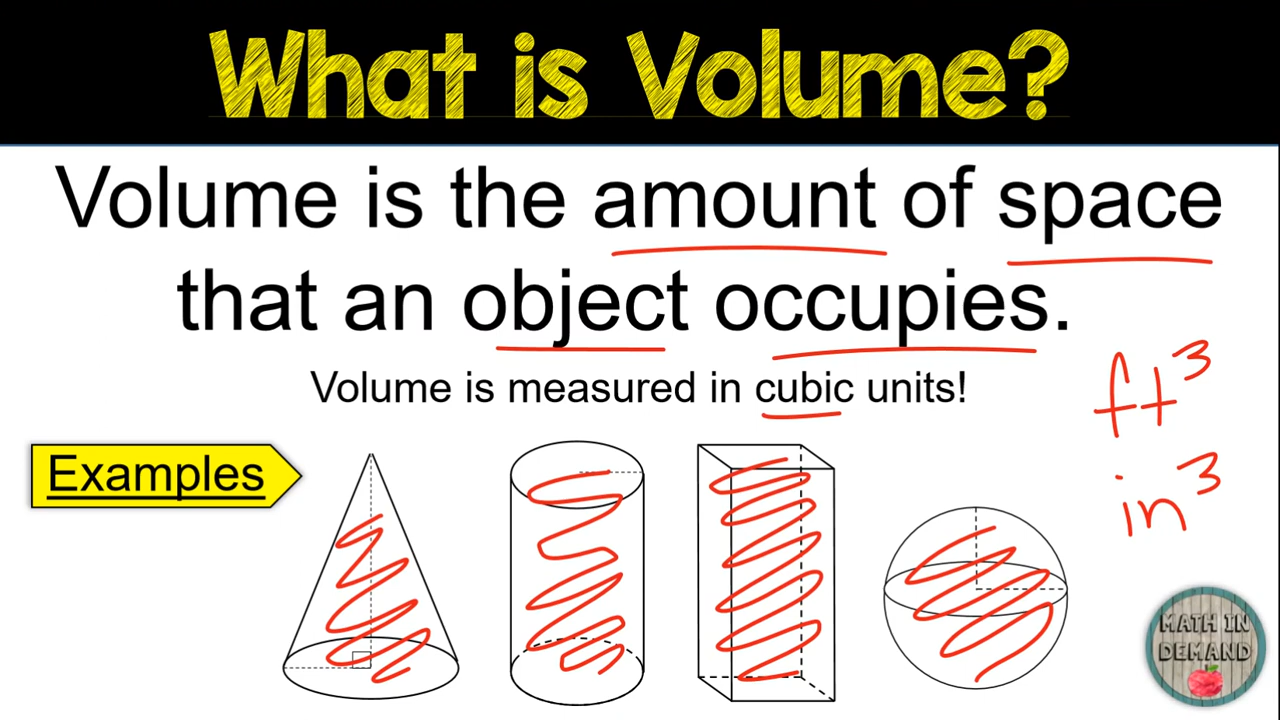 What is Volume?
Volume is the amount of space
that an object occupies.
Volume is measured in cubic units!
ft³
in³
Examples
MATH IN
DEMAND